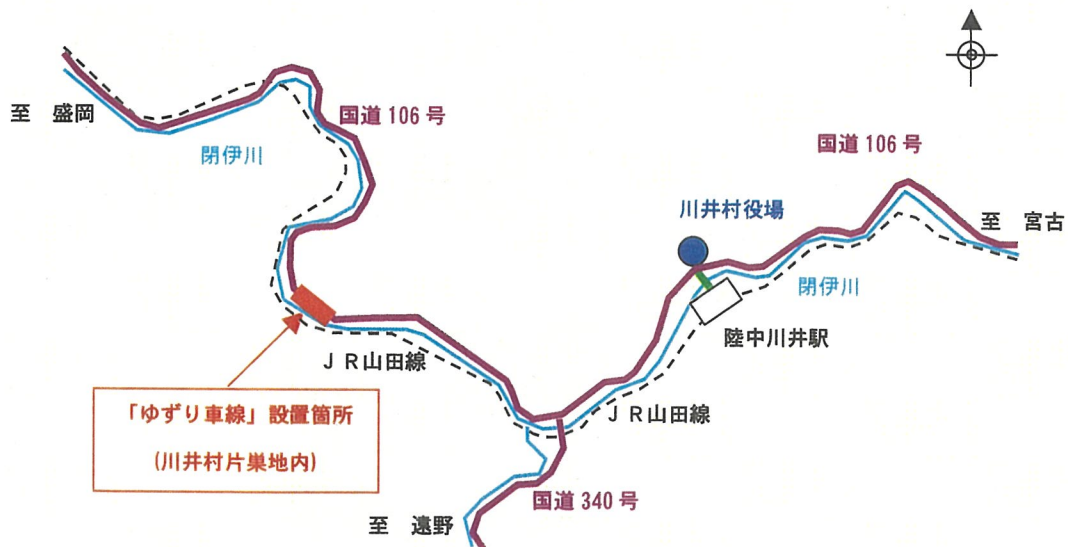 至　盛岡
国道 106 号
閉伊川
国道 106 号
川井村役場
至　宮古
閉伊川
陸中川井駅
ＪＲ山田線
「ゆずり車線」設置箇所
(川井村片巣地内)
ＪＲ山田線
国道 340 号
至　遠野